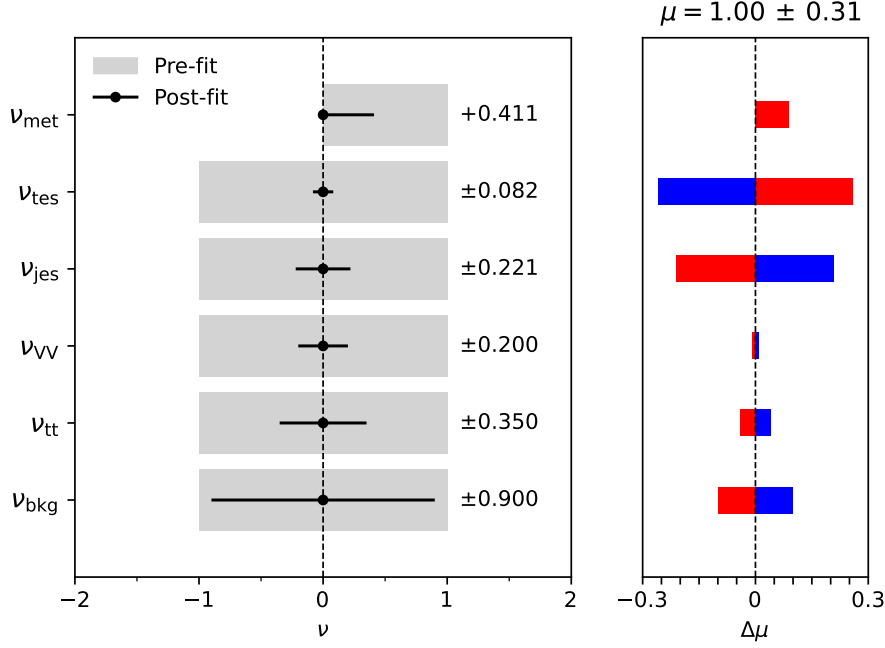 μ = 1.00 ± 0.31
Pre-fit
Post-fit
ν_met
+0.411
ν_tes
±0.082
ν_jes
±0.221
ν_VV
±0.200
ν_tt
±0.350
ν_bkg
±0.900
−2
−1
0
1
2
−0.3
0
0.3
ν
Δμ